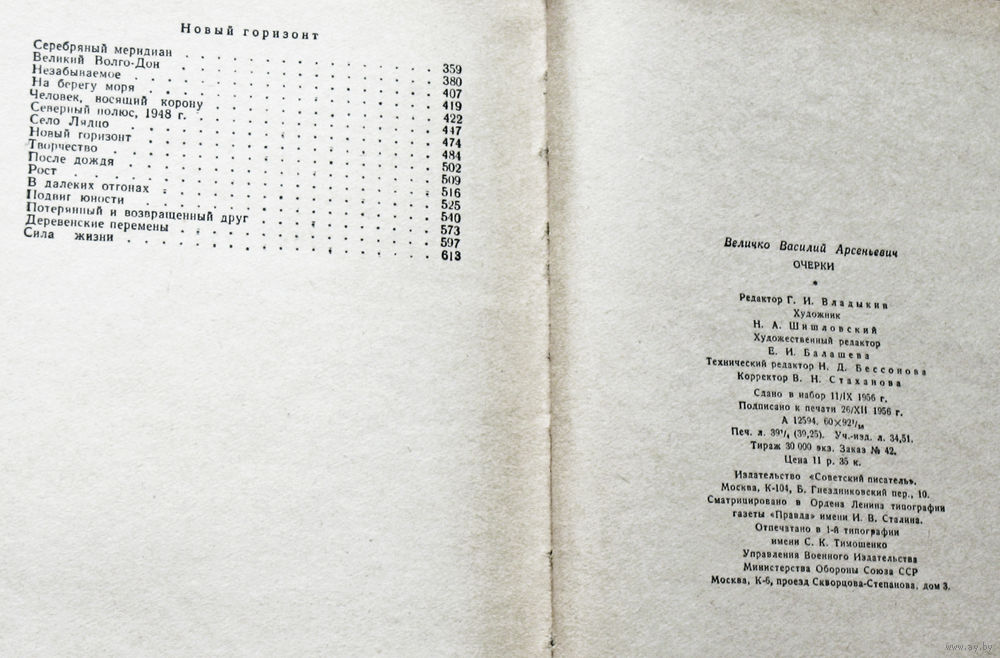 Новый горизонт
Серебряный меридиан . . . . . . . . . . . . 359
Великий Волго-Дон . . . . . . . . . . . . 380
Незабываемое . . . . . . . . . . . . 407
На берегу моря . . . . . . . . . . . . 419
Человек, носящий корону . . . . . . . . . . . . 422
Северный полюс, 1948 г. . . . . . . . . . . . . 447
Село Лядцо . . . . . . . . . . . . 474
Новый горизонт . . . . . . . . . . . . 484
Творчество . . . . . . . . . . . . 502
После дождя . . . . . . . . . . . . 509
Рост . . . . . . . . . . . . 516
В далеких отгонах . . . . . . . . . . . . 525
Подвиг юности . . . . . . . . . . . . 540
Потерянный и возвращенный друг . . . . . . . . . 573
Деревенские перемены . . . . . . . . . . . . 597
Сила жизни . . . . . . . . . . . . 613
Величко Василий Арсеньевич
ОЧЕРКИ
*
Редактор Г. И. Владыкин
Художник
Н. А. Шишловский
Художественный редактор
Е. И. Балашева
Технический редактор Н. Д. Бессонова
Корректор В. Н. Стаханова
Сдано в набор 11/IX 1956 г.
Подписано к печати 26/XII 1956 г.
А 12594. 60×92¹/₁₆
Печ. л. 39¹/₄ (39,25). Уч.-изд. л. 34,51.
Тираж 30 000 экз. Заказ № 42.
Цена 11 р. 35 к.
Издательство «Советский писатель».
Москва, К-104, Б. Гнездниковский пер., 10.
Сматрицировано в Ордена Ленина типографии
газеты «Правда» имени И. В. Сталина.
Отпечатано в 1-й типографии
имени С. К. Тимошенко
Управления Военного Издательства
Министерства Обороны Союза ССР
Москва, К-6, проезд Скворцова-Степанова, дом 3.
www.ay.by